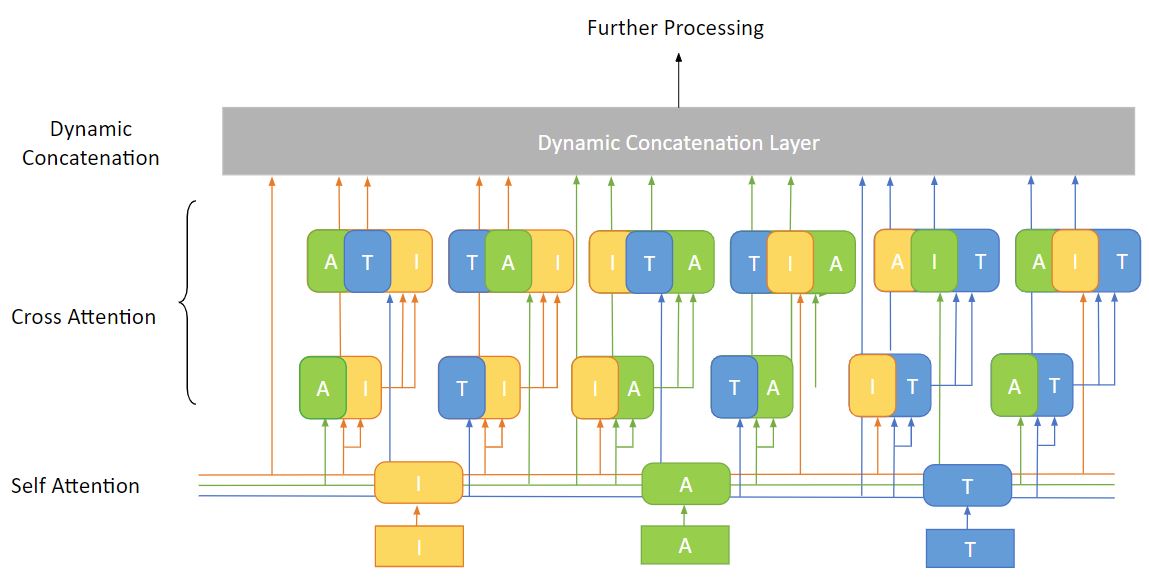 Further Processing
Dynamic
Concatenation
Dynamic Concatenation Layer
A T I
T A I
I T A
T I A
A I T
A I T
Cross Attention
A I
T I
I A
T A
I T
A T
Self Attention
I
A
T
I
A
T